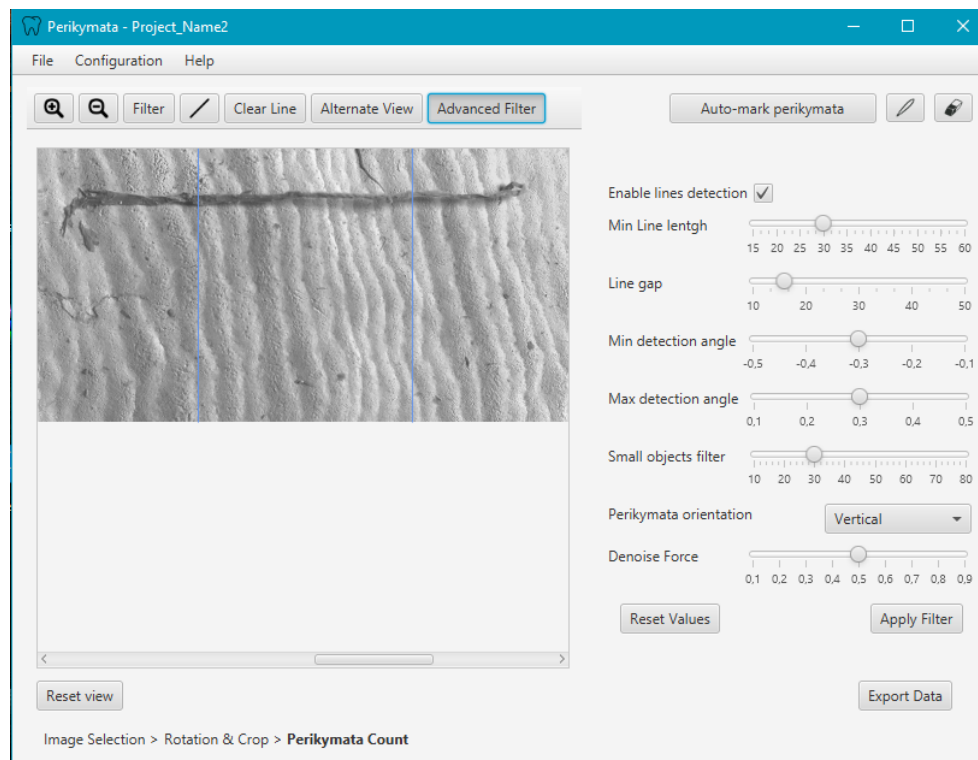 Perikymata - Project_Name2
File Configuration Help
Filter Clear Line Alternate View Advanced Filter Auto-mark perikymata
Enable lines detection
Min Line lentgh
15 20 25 30 35 40 45 50 55 60
Line gap
10 20 30 40 50
Min detection angle
-0,5 -0,4 -0,3 -0,2 -0,1
Max detection angle
0,1 0,2 0,3 0,4 0,5
Small objects filter
10 20 30 40 50 60 70 80
Perikymata orientation Vertical
Denoise Force
0,1 0,2 0,3 0,4 0,5 0,6 0,7 0,8 0,9
Reset Values Apply Filter
Reset view Export Data
Image Selection > Rotation & Crop > Perikymata Count